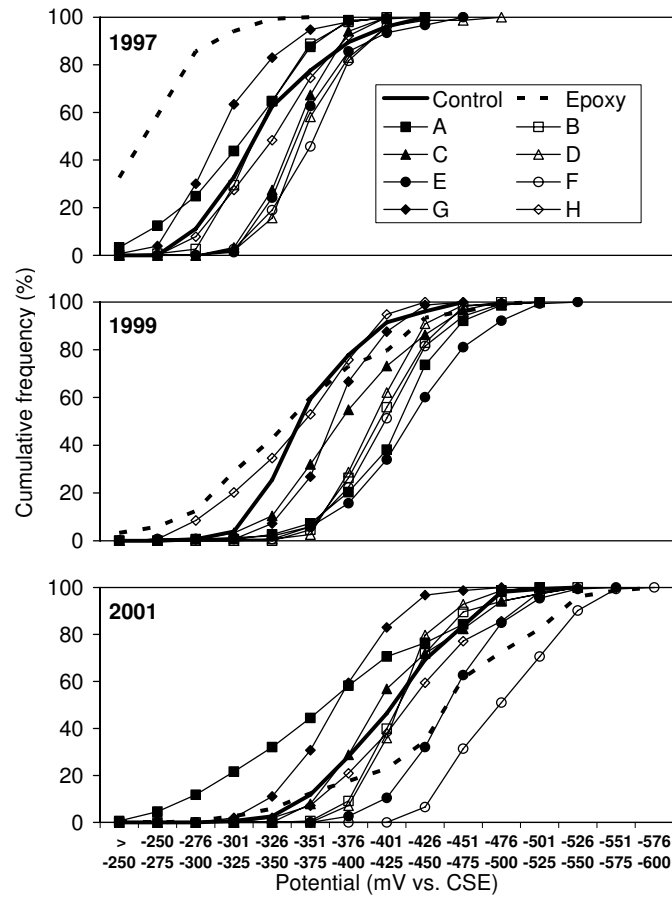 100
80
60
40
20
0
1997
Control Epoxy
A B
C D
E F
G H
Cumulative frequency (%)
100
80
60
40
20
0
1999
100
80
60
40
20
0
2001
> -250 -276 -301 -326 -351 -376 -401 -426 -451 -476 -501 -526 -551 -576
-250 -275 -300 -325 -350 -375 -400 -425 -450 -475 -500 -525 -550 -575 -600
Potential (mV vs. CSE)